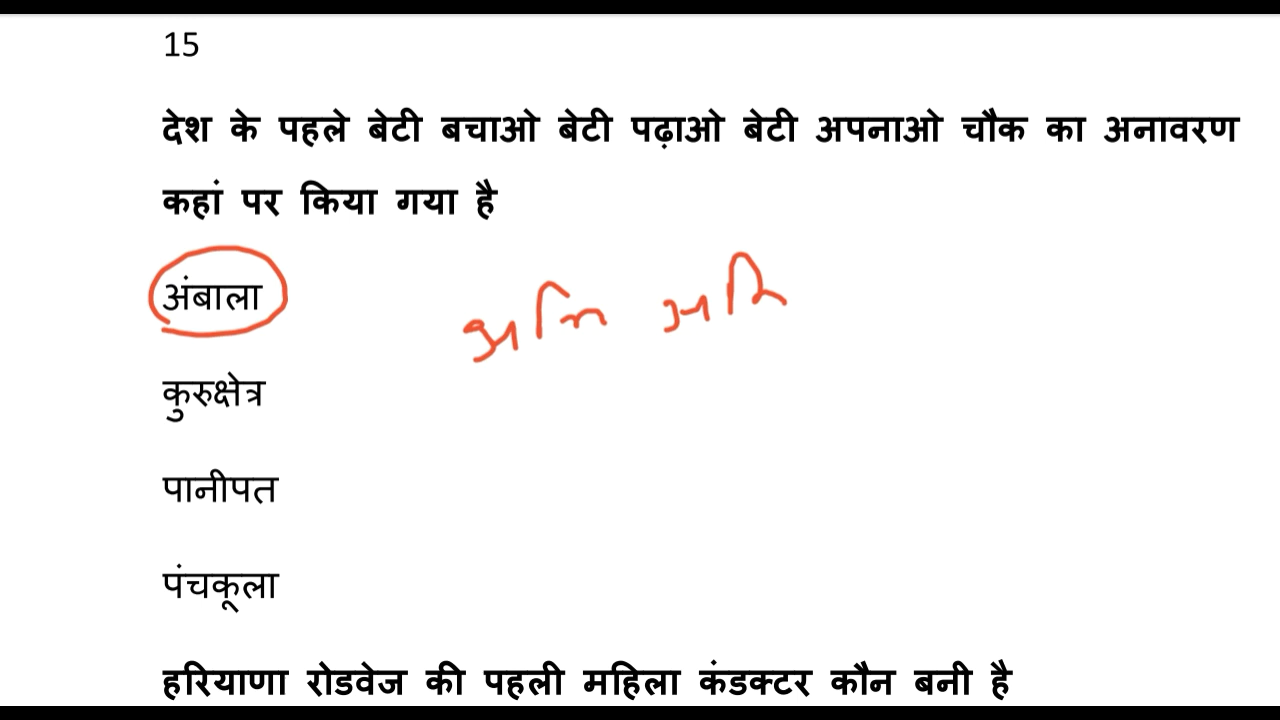 15
देश के पहले बेटी बचाओ बेटी पढ़ाओ बेटी अपनाओ चौक का अनावरण
कहां पर किया गया है
अंबाला
कुरुक्षेत्र
पानीपत
पंचकूला
हरियाणा रोडवेज की पहली महिला कंडक्टर कौन बनी है